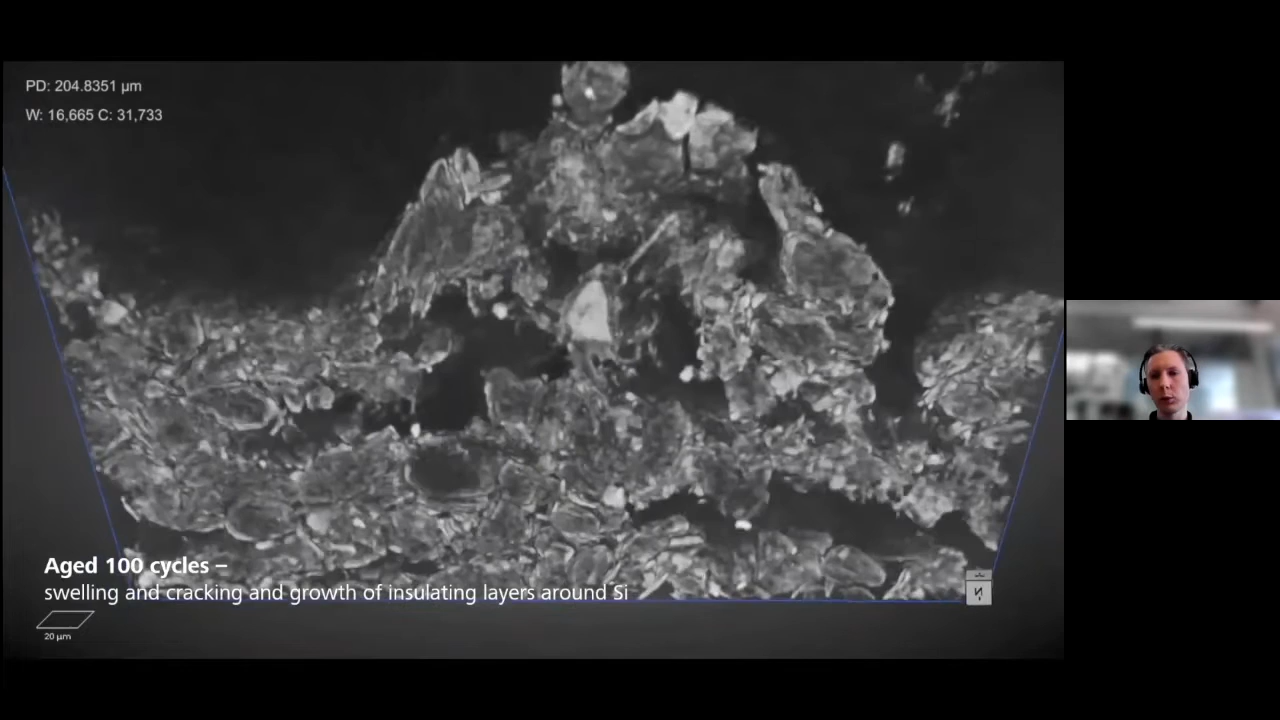 PD: 204.8351 µm
W: 16,665 C: 31,733
Aged 100 cycles –
swelling and cracking and growth of insulating layers around Si
20 µm